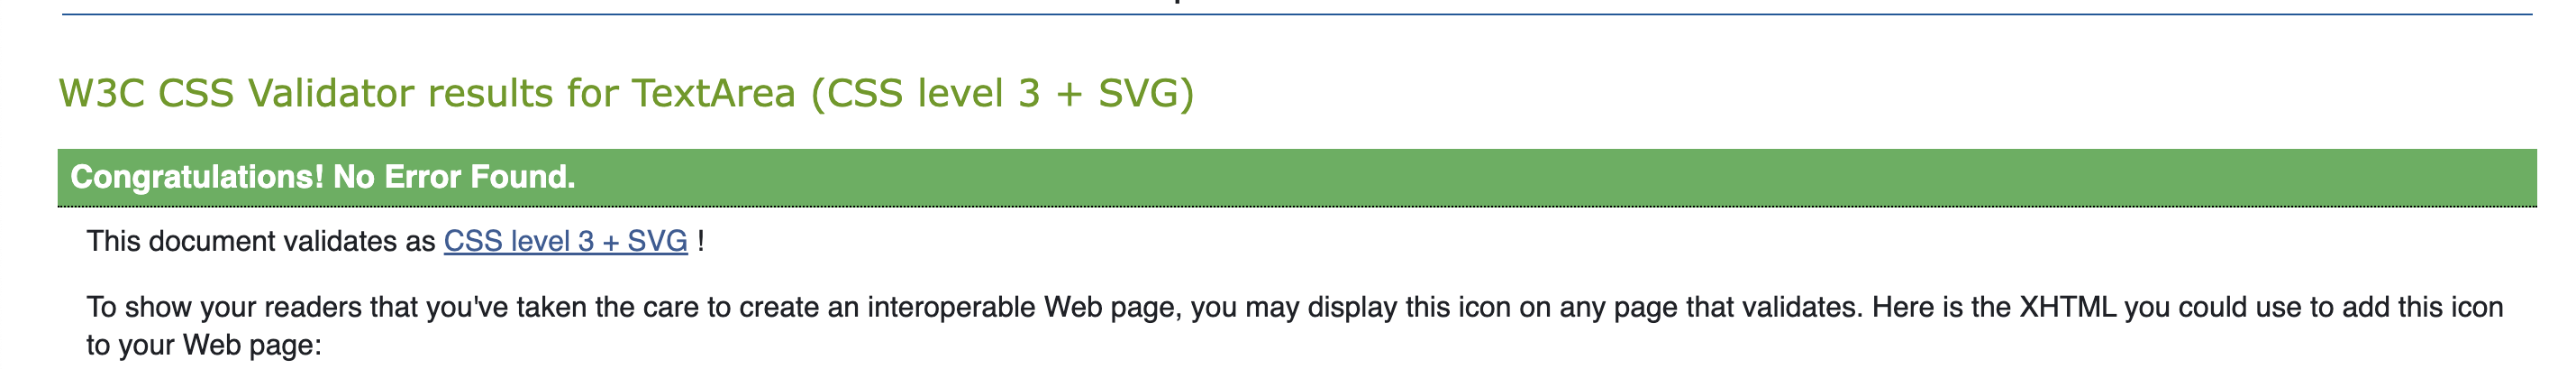 W3C CSS Validator results for TextArea (CSS level 3 + SVG)
Congratulations! No Error Found.
This document validates as CSS level 3 + SVG !
To show your readers that you've taken the care to create an interoperable Web page, you may display this icon on any page that validates. Here is the XHTML you could use to add this icon
to your Web page: